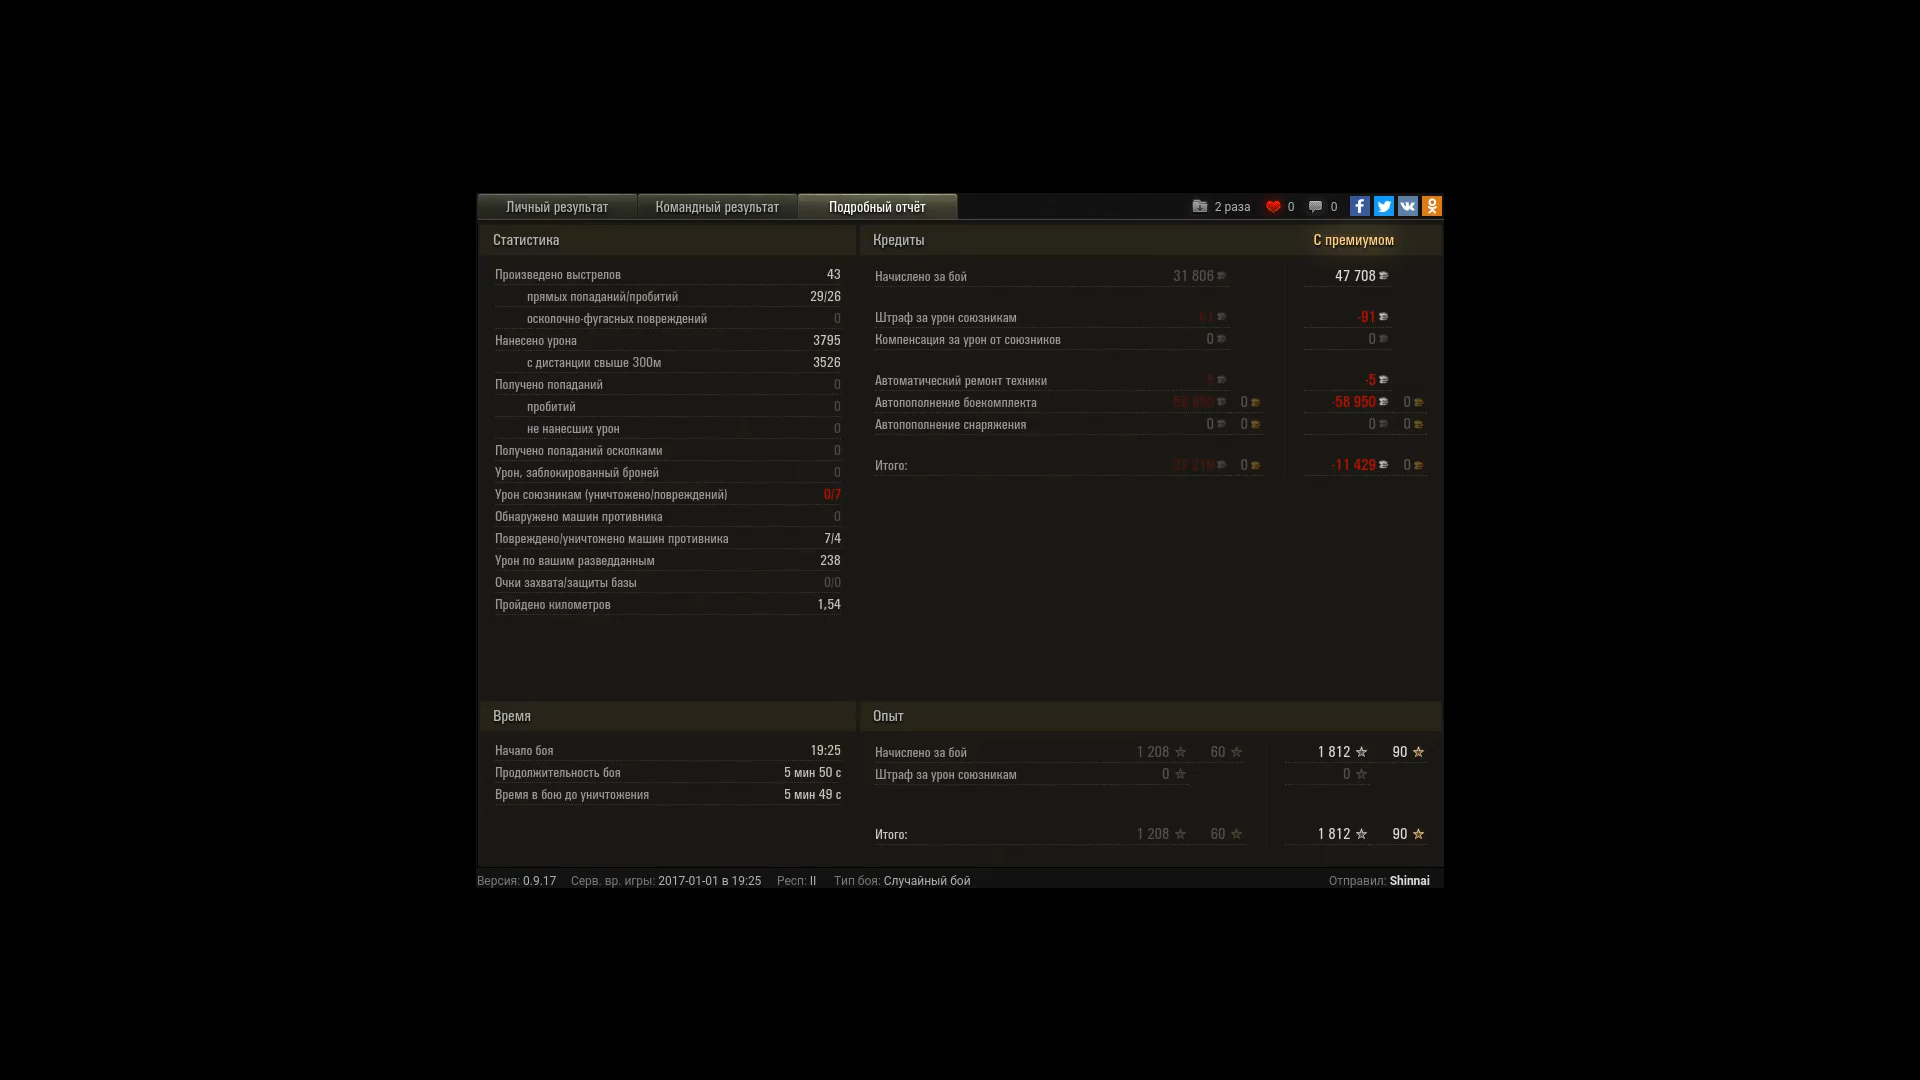 Личный результат Командный результат Подробный отчёт 2 раза 0 0
Статистика
Произведено выстрелов 43
прямых попаданий/пробитий 29/26
осколочно-фугасных повреждений 0
Нанесено урона 3795
с дистанции свыше 300м 3526
Получено попаданий 0
пробитий 0
не нанесших урон 0
Получено попаданий осколками 0
Урон, заблокированный броней 0
Урон союзникам (уничтожено/повреждений) 0/7
Обнаружено машин противника 0
Повреждено/уничтожено машин противника 7/4
Урон по вашим разведданным 238
Очки захвата/защиты базы 0/0
Пройдено километров 1,54
Кредиты С премиумом
Начислено за бой 31 806 47 708
Штраф за урон союзникам -91
Компенсация за урон от союзников 0 0
Автоматический ремонт техники -5
Автопополнение боекомплекта -58 950 0 -58 950 0
Автопополнение снаряжения 0 0 0 0
Итого: 0 -11 429 0
Время
Начало боя 19:25
Продолжительность боя 5 мин 50 с
Время в бою до уничтожения 5 мин 49 с
Опыт
Начислено за бой 1 208 60 1 812 90
Штраф за урон союзникам 0 0
Итого: 1 208 60 1 812 90
Версия: 0.9.17 Серв. вр. игры: 2017-01-01 в 19:25 Респ: II Тип боя: Случайный бой Отправил: Shinnai